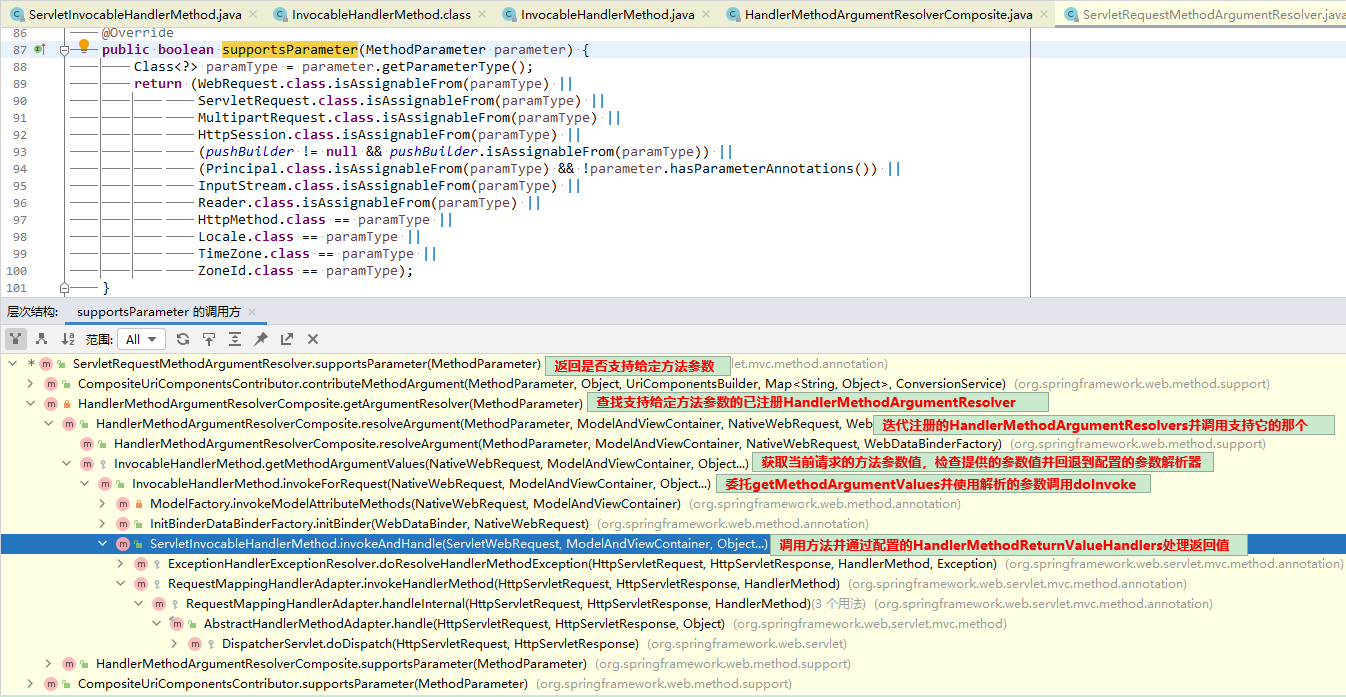 ServletInvocableHandlerMethod.java × InvocableHandlerMethod.class × InvocableHandlerMethod.java × HandlerMethodArgumentResolverComposite.java × ServletRequestMethodArgumentResolver.java
86 @Override
87 public boolean supportsParameter(MethodParameter parameter) {
88 Class<?> paramType = parameter.getParameterType();
89 return (WebRequest.class.isAssignableFrom(paramType) ||
90 ServletRequest.class.isAssignableFrom(paramType) ||
91 MultipartRequest.class.isAssignableFrom(paramType) ||
92 HttpSession.class.isAssignableFrom(paramType) ||
93 (pushBuilder != null && pushBuilder.isAssignableFrom(paramType)) ||
94 (Principal.class.isAssignableFrom(paramType) && !parameter.hasParameterAnnotations()) ||
95 InputStream.class.isAssignableFrom(paramType) ||
96 Reader.class.isAssignableFrom(paramType) ||
97 HttpMethod.class == paramType ||
98 Locale.class == paramType ||
99 TimeZone.class == paramType ||
100 ZoneId.class == paramType);
101 }
层次结构: supportsParameter 的调用方 ×
范围: All
* ServletRequestMethodArgumentResolver.supportsParameter(MethodParameter) 返回是否支持给定方法参数 let.mvc.method.annotation)
CompositeUriComponentsContributor.contributeMethodArgument(MethodParameter, Object, UriComponentsBuilder, Map<String, Object>, ConversionService) (org.springframework.web.method.support)
HandlerMethodArgumentResolverComposite.getArgumentResolver(MethodParameter) 查找支持给定方法参数的已注册HandlerMethodArgumentResolver
HandlerMethodArgumentResolverComposite.resolveArgument(MethodParameter, ModelAndViewContainer, NativeWebRequest, Web 迭代注册的HandlerMethodArgumentResolvers并调用支持它的那个
HandlerMethodArgumentResolverComposite.resolveArgument(MethodParameter, ModelAndViewContainer, NativeWebRequest, WebDataBinderFactory) (org.springframework.web.method.support)
InvocableHandlerMethod.getMethodArgumentValues(NativeWebRequest, ModelAndViewContainer, Object...) 获取当前请求的方法参数值，检查提供的参数值并回退到配置的参数解析器
InvocableHandlerMethod.invokeForRequest(NativeWebRequest, ModelAndViewContainer, Object...) 委托getMethodArgumentValues并使用解析的参数调用doInvoke
ModelFactory.invokeModelAttributeMethods(NativeWebRequest, ModelAndViewContainer) (org.springframework.web.method.annotation)
InitBinderDataBinderFactory.initBinder(WebDataBinder, NativeWebRequest) (org.springframework.web.method.annotation)
ServletInvocableHandlerMethod.invokeAndHandle(ServletWebRequest, ModelAndViewContainer, Object...) 调用方法并通过配置的HandlerMethodReturnValueHandlers处理返回值
ExceptionHandlerExceptionResolver.doResolveHandlerMethodException(HttpServletRequest, HttpServletResponse, HandlerMethod, Exception) (org.springframework.web.servlet.mvc.method.annotation)
RequestMappingHandlerAdapter.invokeHandlerMethod(HttpServletRequest, HttpServletResponse, HandlerMethod) (org.springframework.web.servlet.mvc.method.annotation)
RequestMappingHandlerAdapter.handleInternal(HttpServletRequest, HttpServletResponse, HandlerMethod)(3 个用法) (org.springframework.web.servlet.mvc.method.annotation)
AbstractHandlerMethodAdapter.handle(HttpServletRequest, HttpServletResponse, Object) (org.springframework.web.servlet.mvc.method)
DispatcherServlet.doDispatch(HttpServletRequest, HttpServletResponse) (org.springframework.web.servlet)
HandlerMethodArgumentResolverComposite.supportsParameter(MethodParameter) (org.springframework.web.method.support)
CompositeUriComponentsContributor.supportsParameter(MethodParameter) (org.springframework.web.method.support)